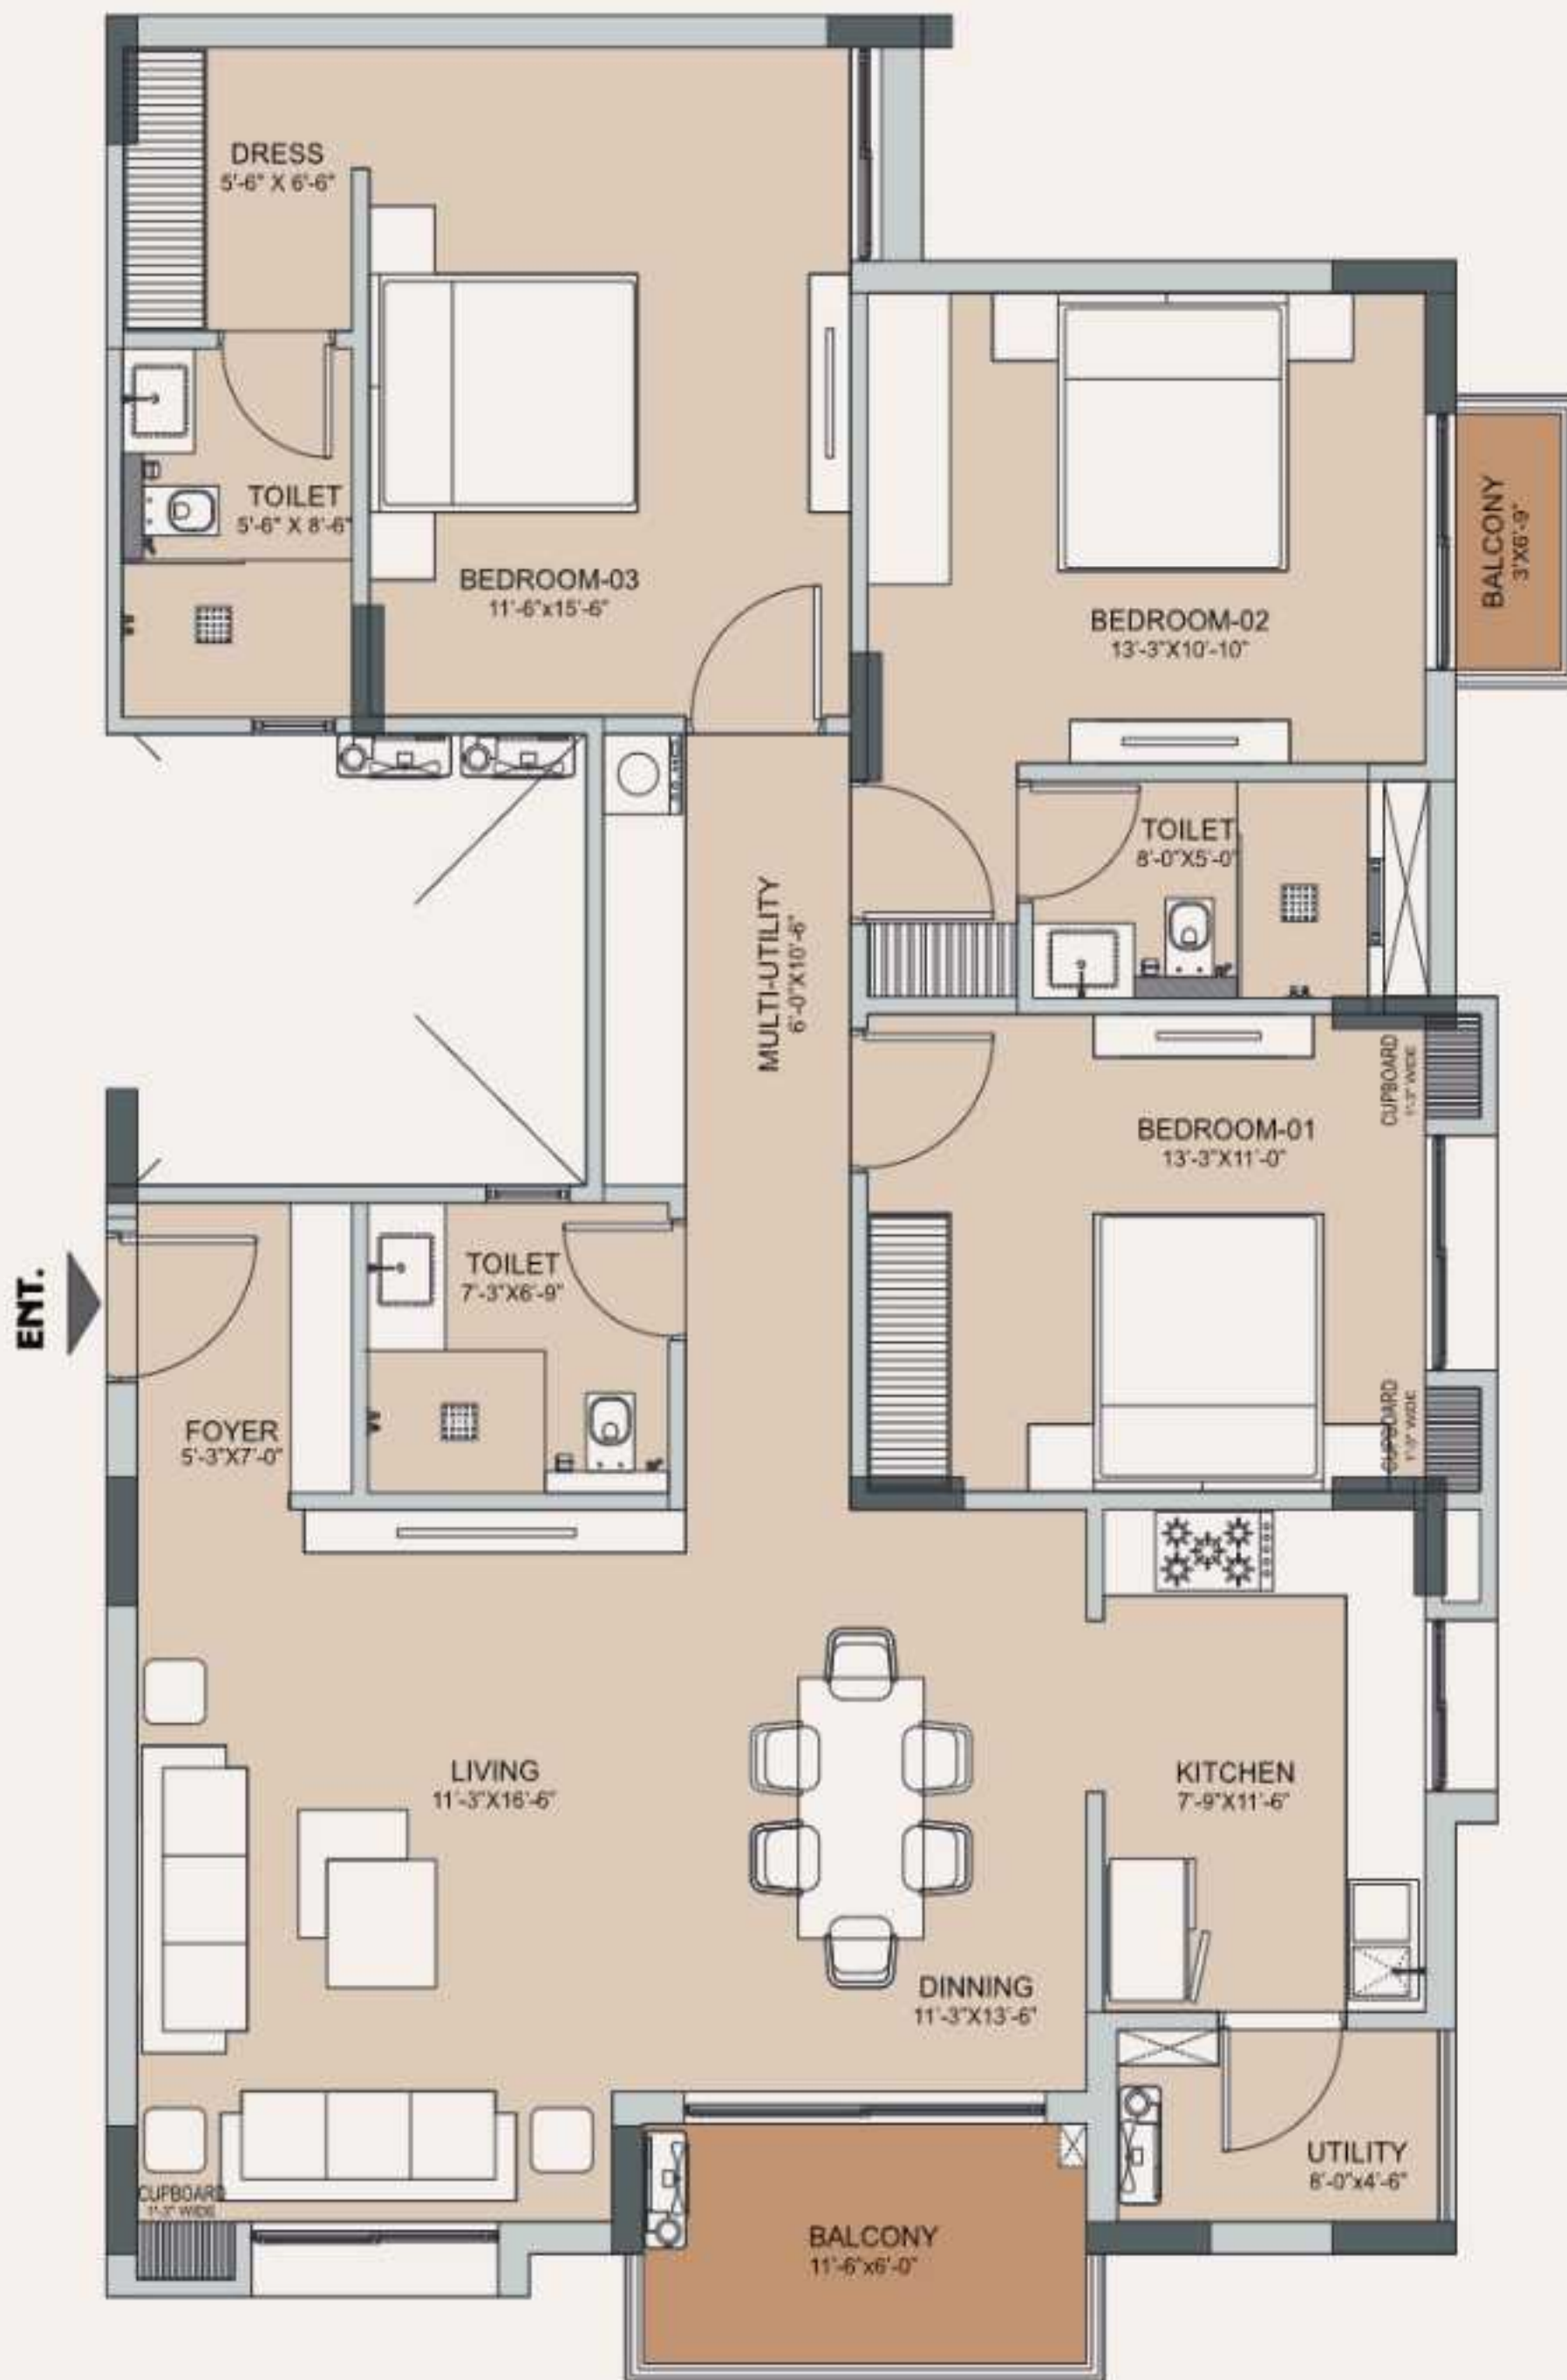 DRESS
5'-6" X 6'-6"
TOILET
5'-6" X 8'-6"
BEDROOM-03
11'-6"x15'-6"
BEDROOM-02
13'-3"X10'-10"
BALCONY
3'X6'-9"
TOILET
8'-0"X5'-0"
MULTI-UTILITY
6'-0"X10'-6"
CUPBOARD
1'-3" WIDE
BEDROOM-01
13'-3"X11'-0"
ENT.
TOILET
7'-3"X6'-9"
FOYER
5'-3"X7'-0"
CUPBOARD
1'-3" WIDE
LIVING
11'-3"X16'-6"
KITCHEN
7'-9"X11'-6"
DINNING
11'-3"X13'-6"
UTILITY
8'-0"x4'-6"
CUPBOARD
1'-3" WIDE
BALCONY
11'-6"x6'-0"